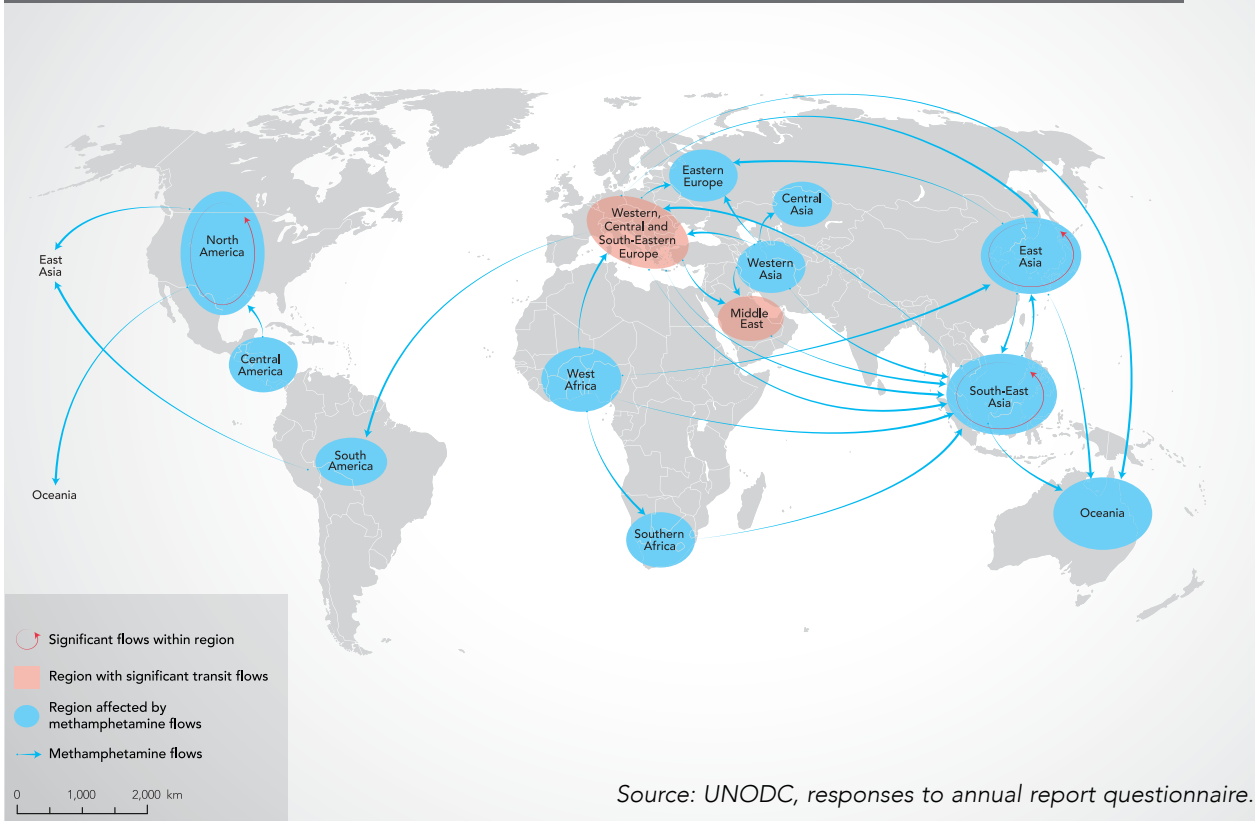 Eastern
Europe
Central
Asia
Western,
Central and
South-Eastern
Europe
North
America
East
Asia
East
Asia
Western
Asia
Middle
East
Central
America
West
Africa
South-East
Asia
South
America
Oceania
Oceania
Southern
Africa
Significant flows within region
Region with significant transit flows
Region affected by
methamphetamine flows
Methamphetamine flows
0 1,000 2,000 km
Source: UNODC, responses to annual report questionnaire.